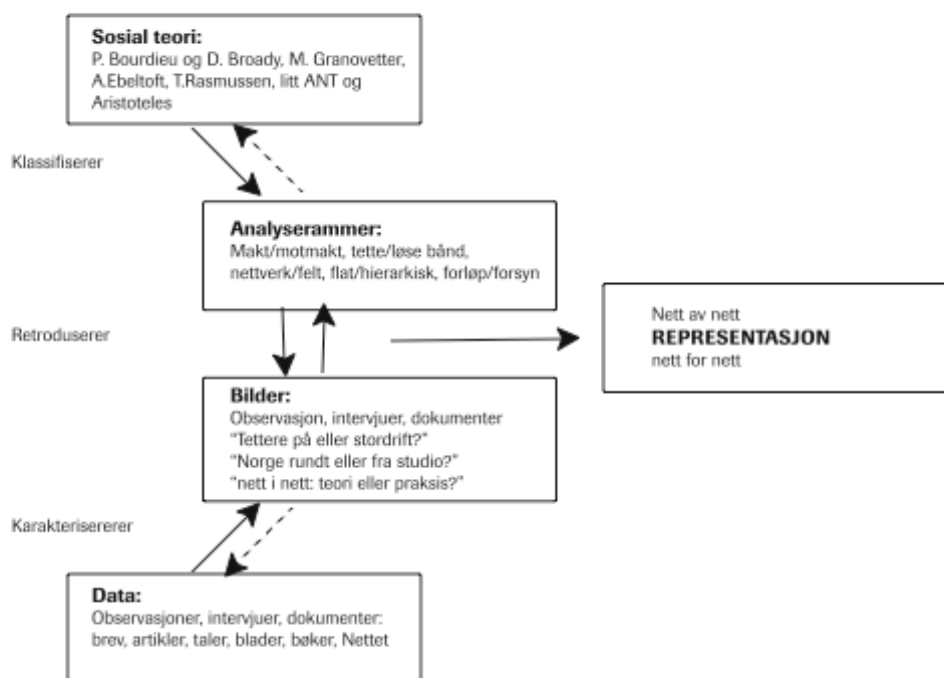 Sosial teori:
P. Bourdieu og D. Broady, M. Granovetter,
A.Ebeltoft, T.Rasmussen, litt ANT og
Aristoteles
Klassifiserer
Analyserammer:
Makt/motmakt, tette/løse bånd,
nettverk/felt, flat/hierarkisk, forløp/forsyn
Retroduserer
Nett av nett
REPRESENTASJON
nett for nett
Bilder:
Observasjon, intervjuer, dokumenter
“Tettere på eller stordrift?”
“Norge rundt eller fra studio?”
“nett i nett: teori eller praksis?”
Karakterisererer
Data:
Observasjoner, intervjuer, dokumenter:
brev, artikler, taler, blader, bøker, Nettet